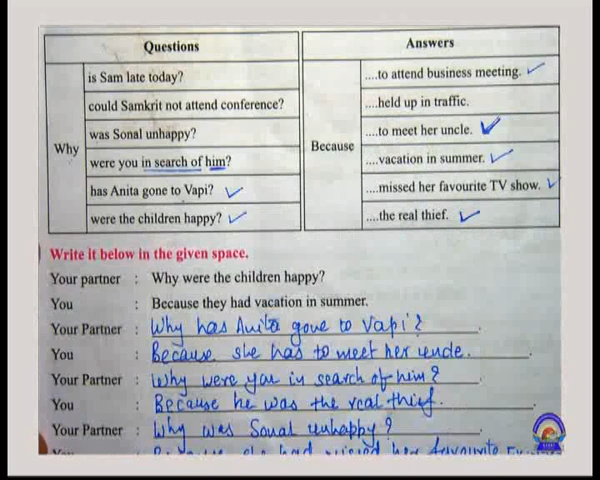 Questions Answers
is Sam late today? ....to attend business meeting.
could Samkrit not attend conference? ....held up in traffic.
was Sonal unhappy? ....to meet her uncle.
Why Because
were you in search of him? ....vacation in summer.
has Anita gone to Vapi? ....missed her favourite TV show.
were the children happy? ....the real thief.
Write it below in the given space.
Your partner : Why were the children happy?
You : Because they had vacation in summer.
Your Partner : Why has Anita gone to Vapi?
You : Because she has to meet her uncle.
Your Partner : Why were you in search of him?
You : Because he was the real thief.
Your Partner : Why was Sonal unhappy?
she had missed her favourite